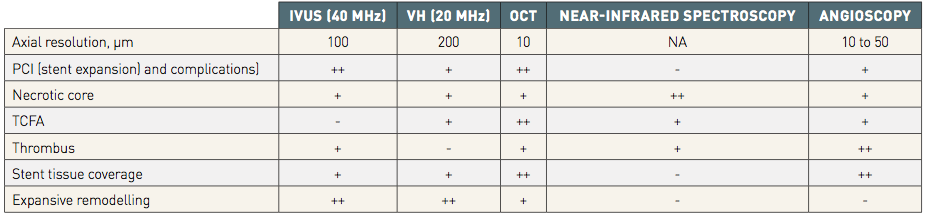 IVUS (40 MHz) VH (20 MHz) OCT NEAR-INFRARED SPECTROSCOPY ANGIOSCOPY
Axial resolution, µm 100 200 10 NA 10 to 50
PCI (stent expansion) and complications) ++ + ++ - +
Necrotic core + + + ++ +
TCFA - + ++ + +
Thrombus + - + + ++
Stent tissue coverage + + ++ - ++
Expansive remodelling ++ ++ + - -